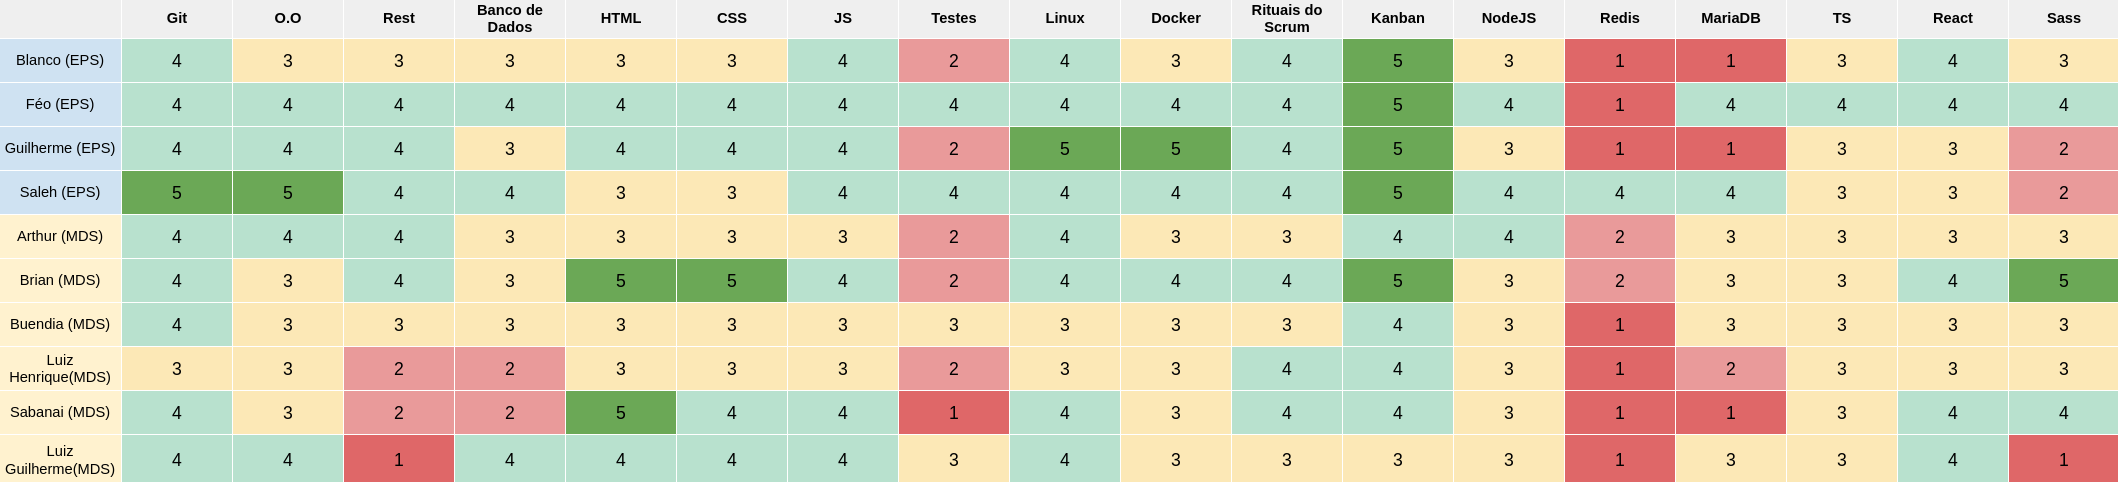 Git O.O Rest Banco de Dados HTML CSS JS Testes Linux Docker Rituais do Scrum Kanban NodeJS Redis MariaDB TS React Sass
Blanco (EPS) 4 3 3 3 3 3 4 2 4 3 4 5 3 1 1 3 4 3
Féo (EPS) 4 4 4 4 4 4 4 4 4 4 4 5 4 1 4 4 4 4
Guilherme (EPS) 4 4 4 3 4 4 4 2 5 5 4 5 3 1 1 3 3 2
Saleh (EPS) 5 5 4 4 3 3 4 4 4 4 4 5 4 4 4 3 3 2
Arthur (MDS) 4 4 4 3 3 3 3 2 4 3 3 4 4 2 3 3 3 3
Brian (MDS) 4 3 4 3 5 5 4 2 4 4 4 5 3 2 3 3 4 5
Buendia (MDS) 4 3 3 3 3 3 3 3 3 3 3 4 3 1 3 3 3 3
Luiz Henrique(MDS) 3 3 2 2 3 3 3 2 3 3 4 4 3 1 2 3 3 3
Sabanai (MDS) 4 3 2 2 5 4 4 1 4 3 4 4 3 1 1 3 4 4
Luiz Guilherme(MDS) 4 4 1 4 4 4 4 3 4 3 3 3 3 1 3 3 4 1